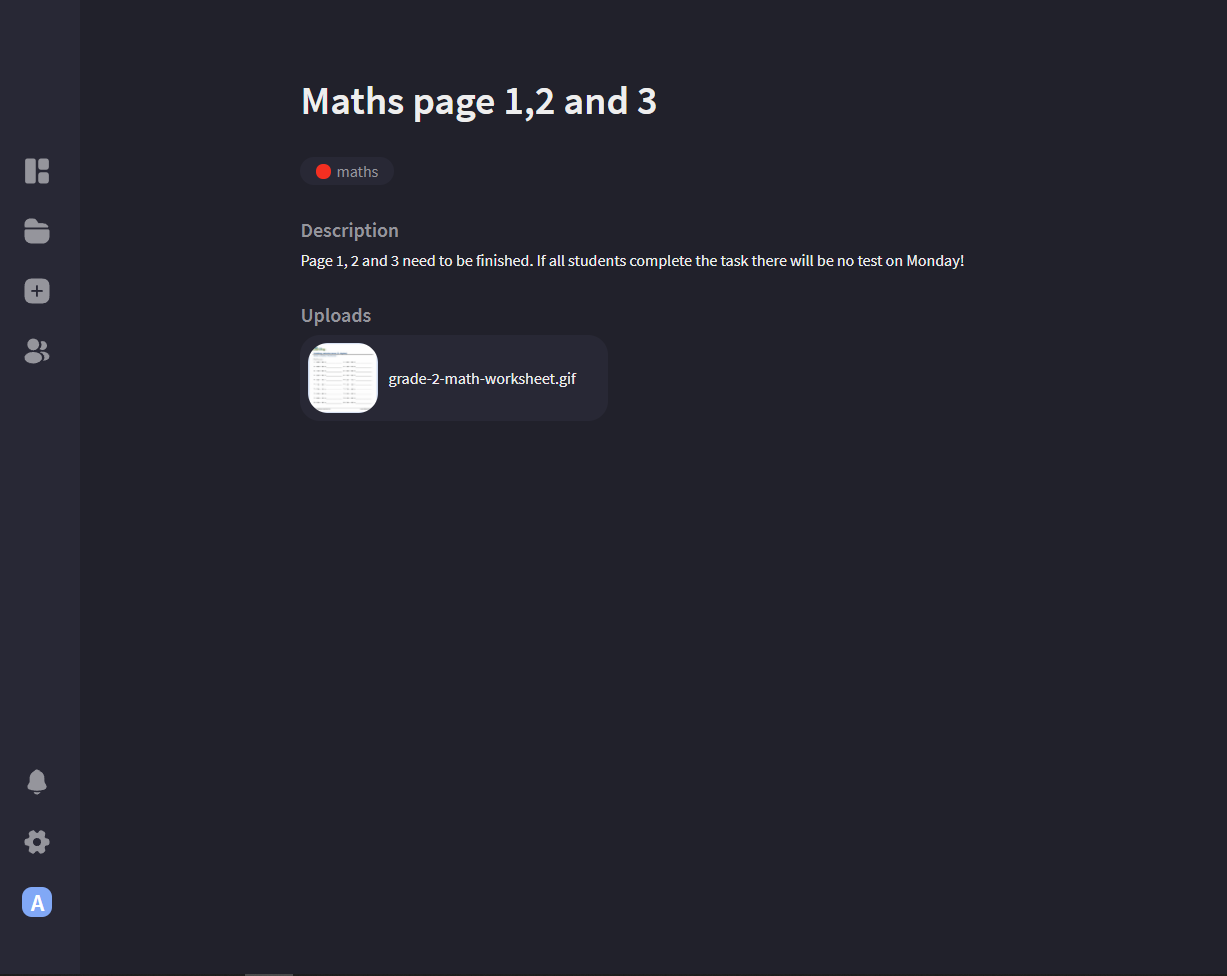 Maths page 1,2 and 3
maths
Description
Page 1, 2 and 3 need to be finished. If all students complete the task there will be no test on Monday!
Uploads
grade-2-math-worksheet.gif
A